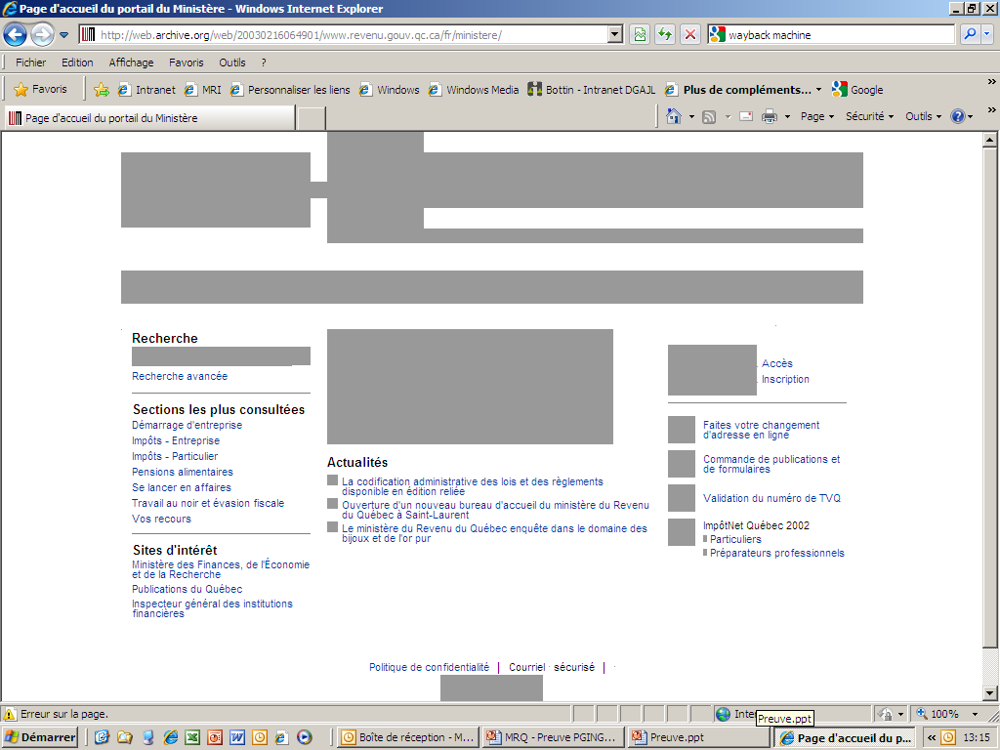 Page d'accueil du portail du Ministère - Windows Internet Explorer
http://web.archive.org/web/20030216064901/www.revenu.gouv.qc.ca/fr/ministere/
wayback machine
Fichier Edition Affichage Favoris Outils ?
Favoris Intranet MRI Personnaliser les liens Windows Windows Media Bottin - Intranet DGAJL Plus de compléments... Google »
Page d'accueil du portail du Ministère Page Sécurité Outils »
Recherche
Recherche avancée
Sections les plus consultées
Démarrage d'entreprise
Impôts - Entreprise
Impôts - Particulier
Pensions alimentaires
Se lancer en affaires
Travail au noir et évasion fiscale
Vos recours
Sites d'intérêt
Ministère des Finances, de l'Économie
et de la Recherche
Publications du Québec
Inspecteur général des institutions
financières
Actualités
La codification administrative des lois et des règlements
disponible en édition reliée
Ouverture d'un nouveau bureau d'accueil du ministère du Revenu
du Québec à Saint-Laurent
Le ministère du Revenu du Québec enquête dans le domaine des
bijoux et de l'or pur
Accès
Inscription
Faites votre changement
d'adresse en ligne
Commande de publications et
de formulaires
Validation du numéro de TVQ
ImpôtNet Québec 2002
Particuliers
Préparateurs professionnels
Politique de confidentialité | Courriel sécurisé |
Erreur sur la page. Inter 100%
Preuve.ppt
Démarrer Boîte de réception - M... MRQ - Preuve PGING... Preuve.ppt Page d'accueil du p... « 13:15